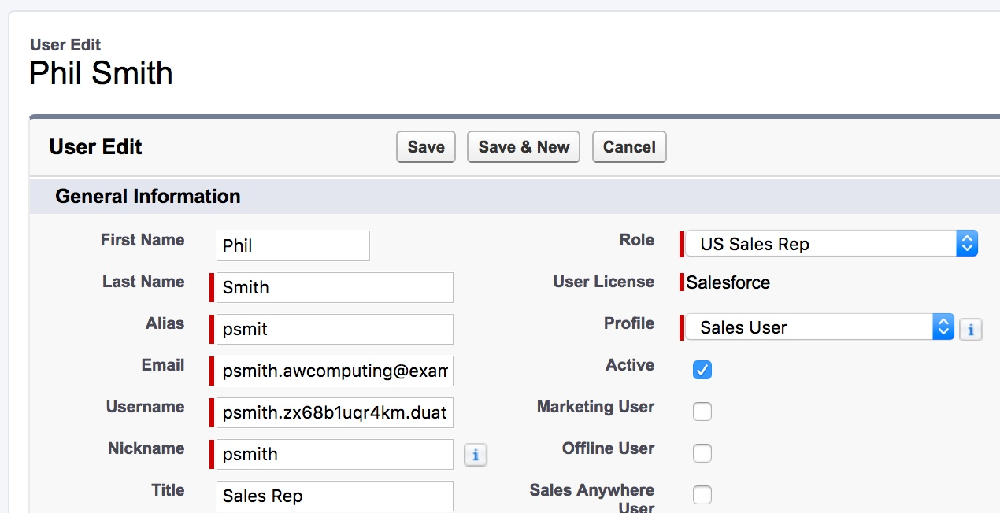 User Edit
Phil Smith
User Edit
Save
Save & New
Cancel
General Information
First Name
Phil
Role
US Sales Rep
Last Name
Smith
User License
Salesforce
Alias
psmit
Profile
Sales User
i
Email
psmith.awcomputing@exam
Active
Username
psmith.zx68b1uqr4km.duat
Marketing User
Nickname
psmith
i
Offline User
Title
Sales Rep
Sales Anywhere
User